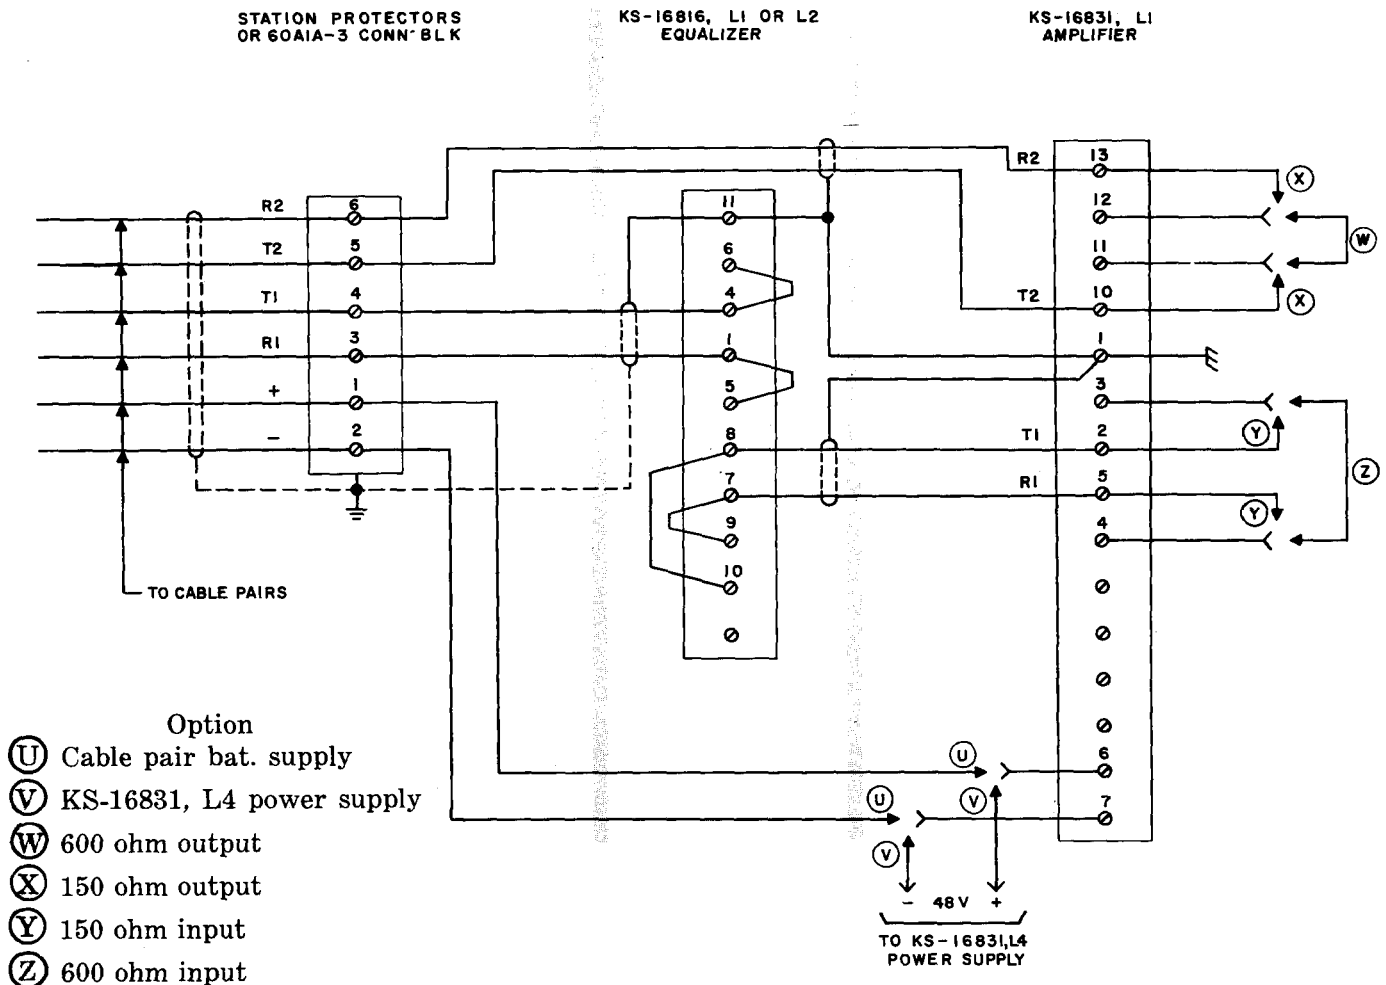 STATION PROTECTORS
OR 60A1A-3 CONN BLK
KS-16816, L1 OR L2
EQUALIZER
KS-16831, L1
AMPLIFIER
R2
T2
T1
R1
+
-
6
5
4
3
1
2
TO CABLE PAIRS
11
6
4
1
5
8
7
9
10
R2
T2
T1
R1
13
12
11
10
1
3
2
5
4
6
7
X
W
X
Y
Z
Y
U
V
U
V
- 48V +
TO KS-16831,L4
POWER SUPPLY
Option
U Cable pair bat. supply
V KS-16831, L4 power supply
W 600 ohm output
X 150 ohm output
Y 150 ohm input
Z 600 ohm input